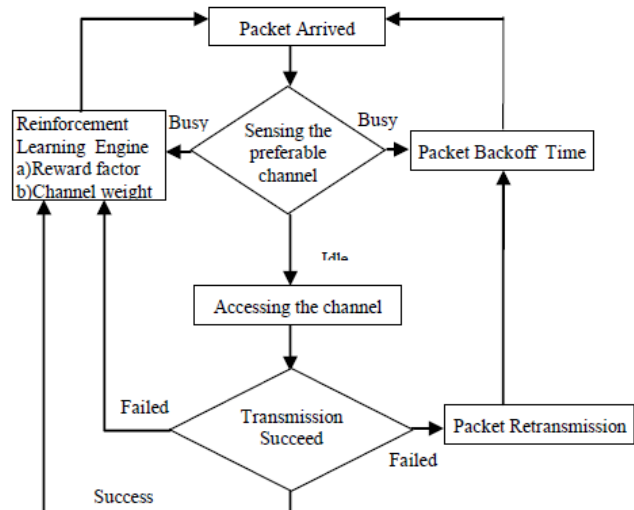 Packet Arrived
Reinforcement
Learning Engine
a)Reward factor
b)Channel weight
Busy
Sensing the
preferable
channel
Busy
Packet Backoff Time
Idle
Accessing the channel
Failed
Transmission
Succeed
Failed
Packet Retransmission
Success